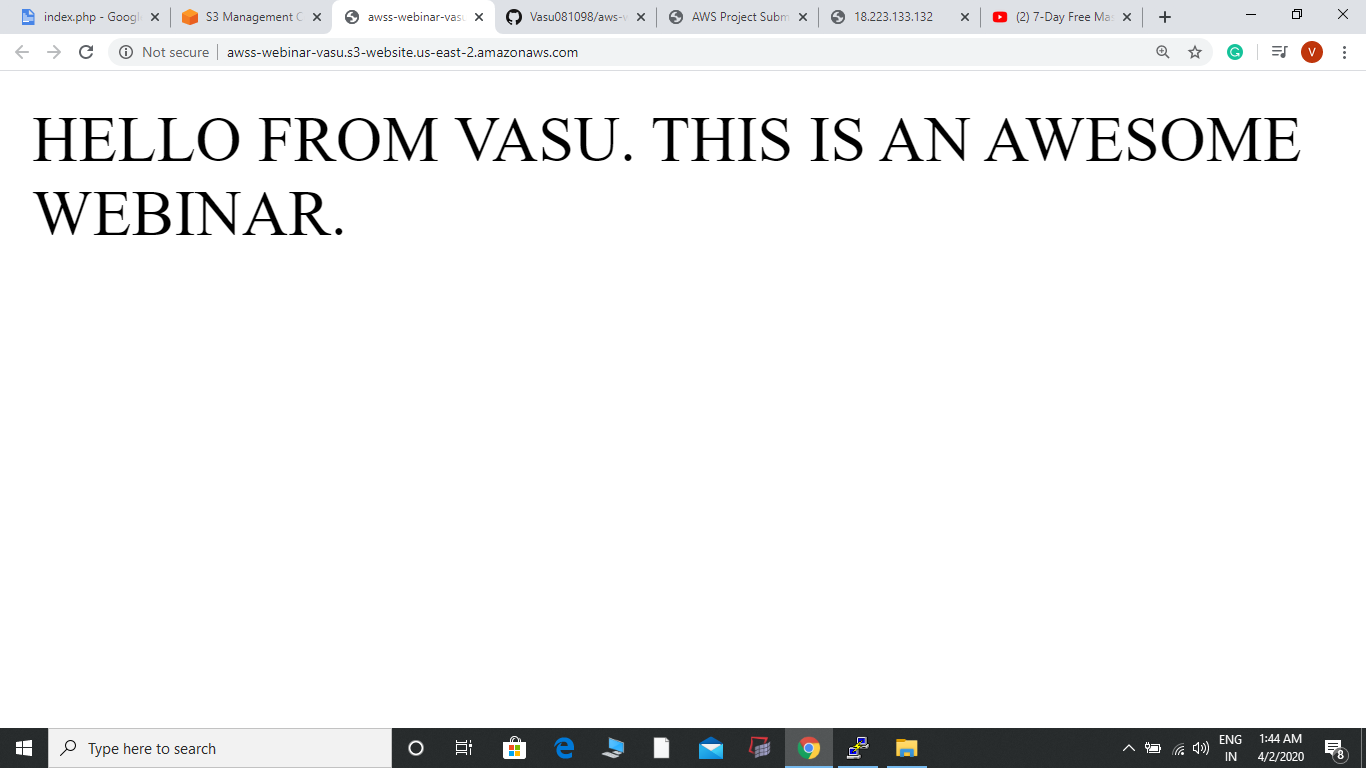 index.php - Googl
S3 Management C
awss-webinar-vasu
Vasu081098/aws-
AWS Project Subm
18.223.133.132
(2) 7-Day Free Mas
Not secure
awss-webinar-vasu.s3-website.us-east-2.amazonaws.com
V
HELLO FROM VASU. THIS IS AN AWESOME
WEBINAR.
Type here to search
ENG
IN
1:44 AM
4/2/2020
8